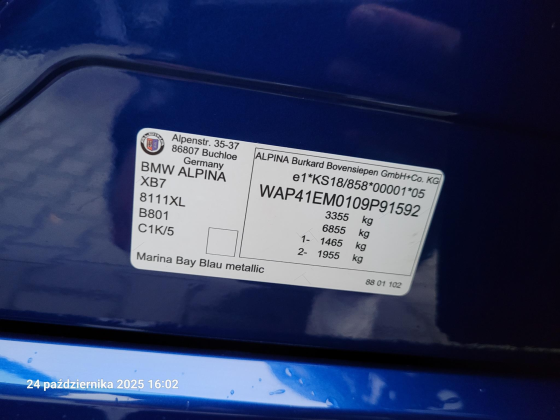 Alpenstr. 35-37
86807 Buchloe
Germany
BMW ALPINA
XB7
8111XL
B801
C1K/5
Marina Bay Blau metallic
ALPINA Burkard Bovensiepen GmbH+Co. KG
e1*KS18/858*00001*05
WAP41EM0109P91592
3355 kg
6855 kg
1- 1465 kg
2- 1955 kg
88 01 102
24 października 2025 16:02